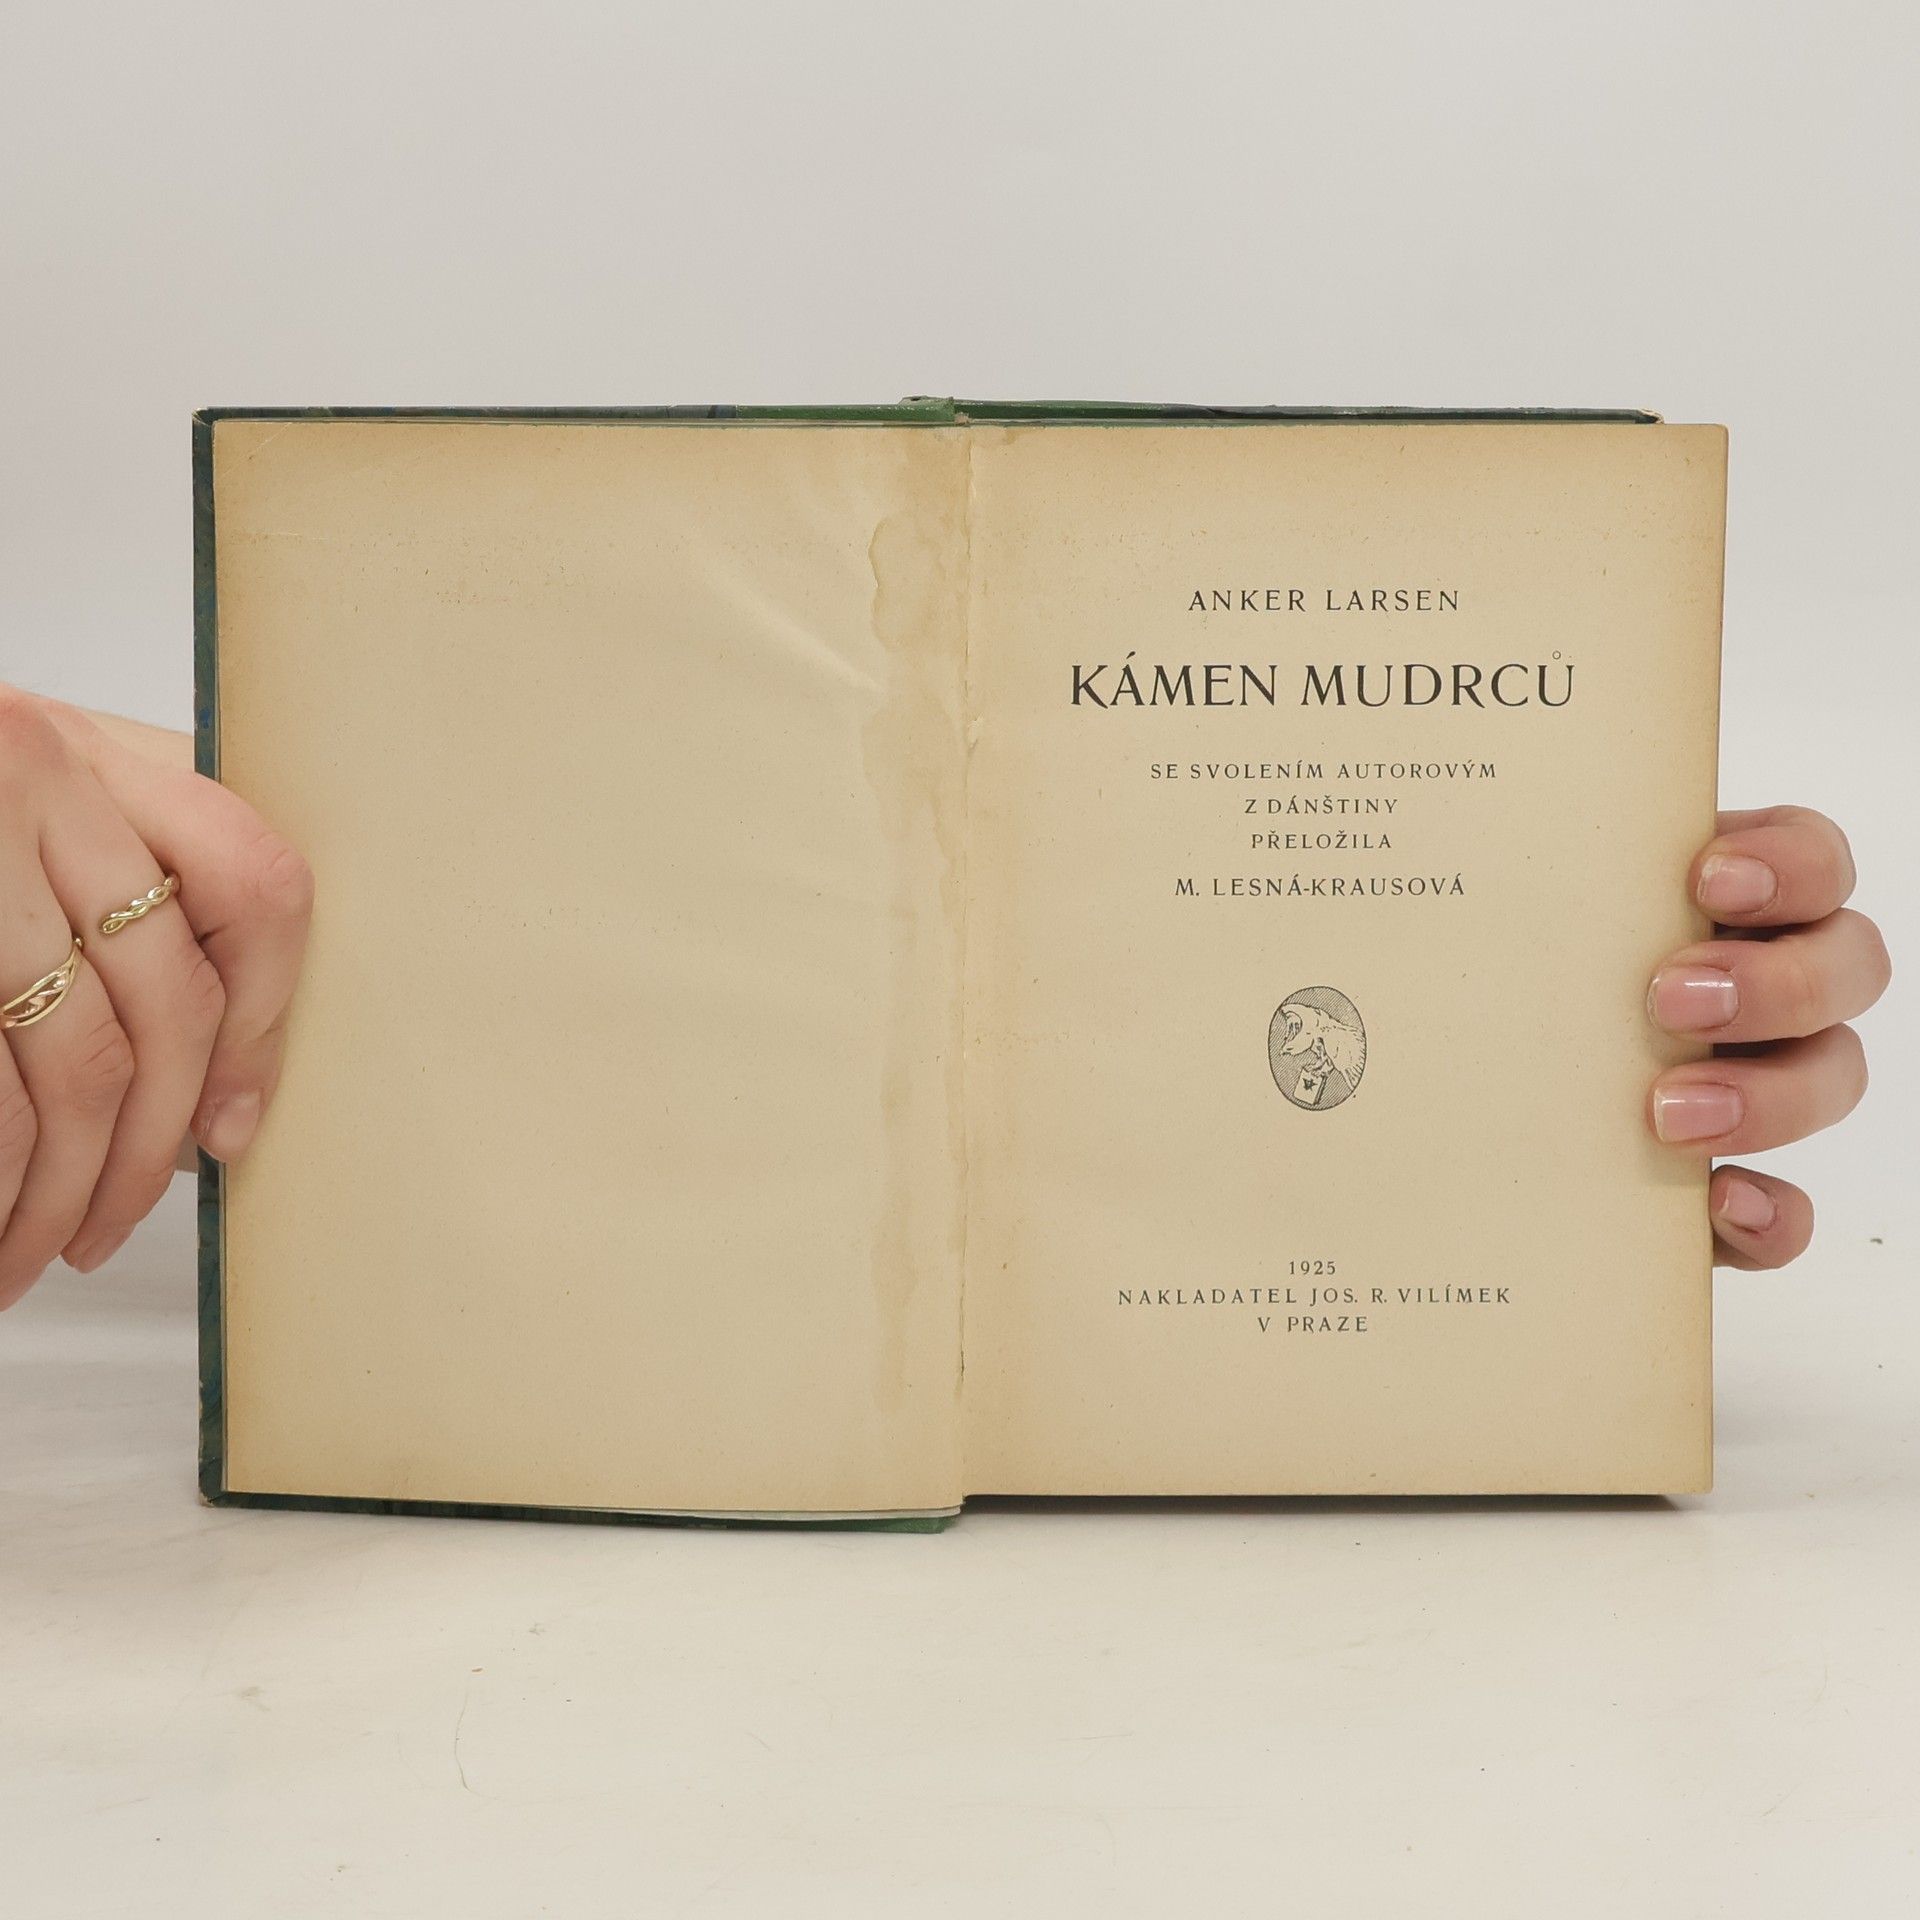 ANKER LARSEN
KÁMEN MUDRCŮ
SE SVOLENÍM AUTOROVÝM
Z DÁNŠTINY
PŘELOŽILA
M. LESNÁ-KRAUSOVÁ
1925
NAKLADATEL JOS. R. VILÍMEK
V PRAZE